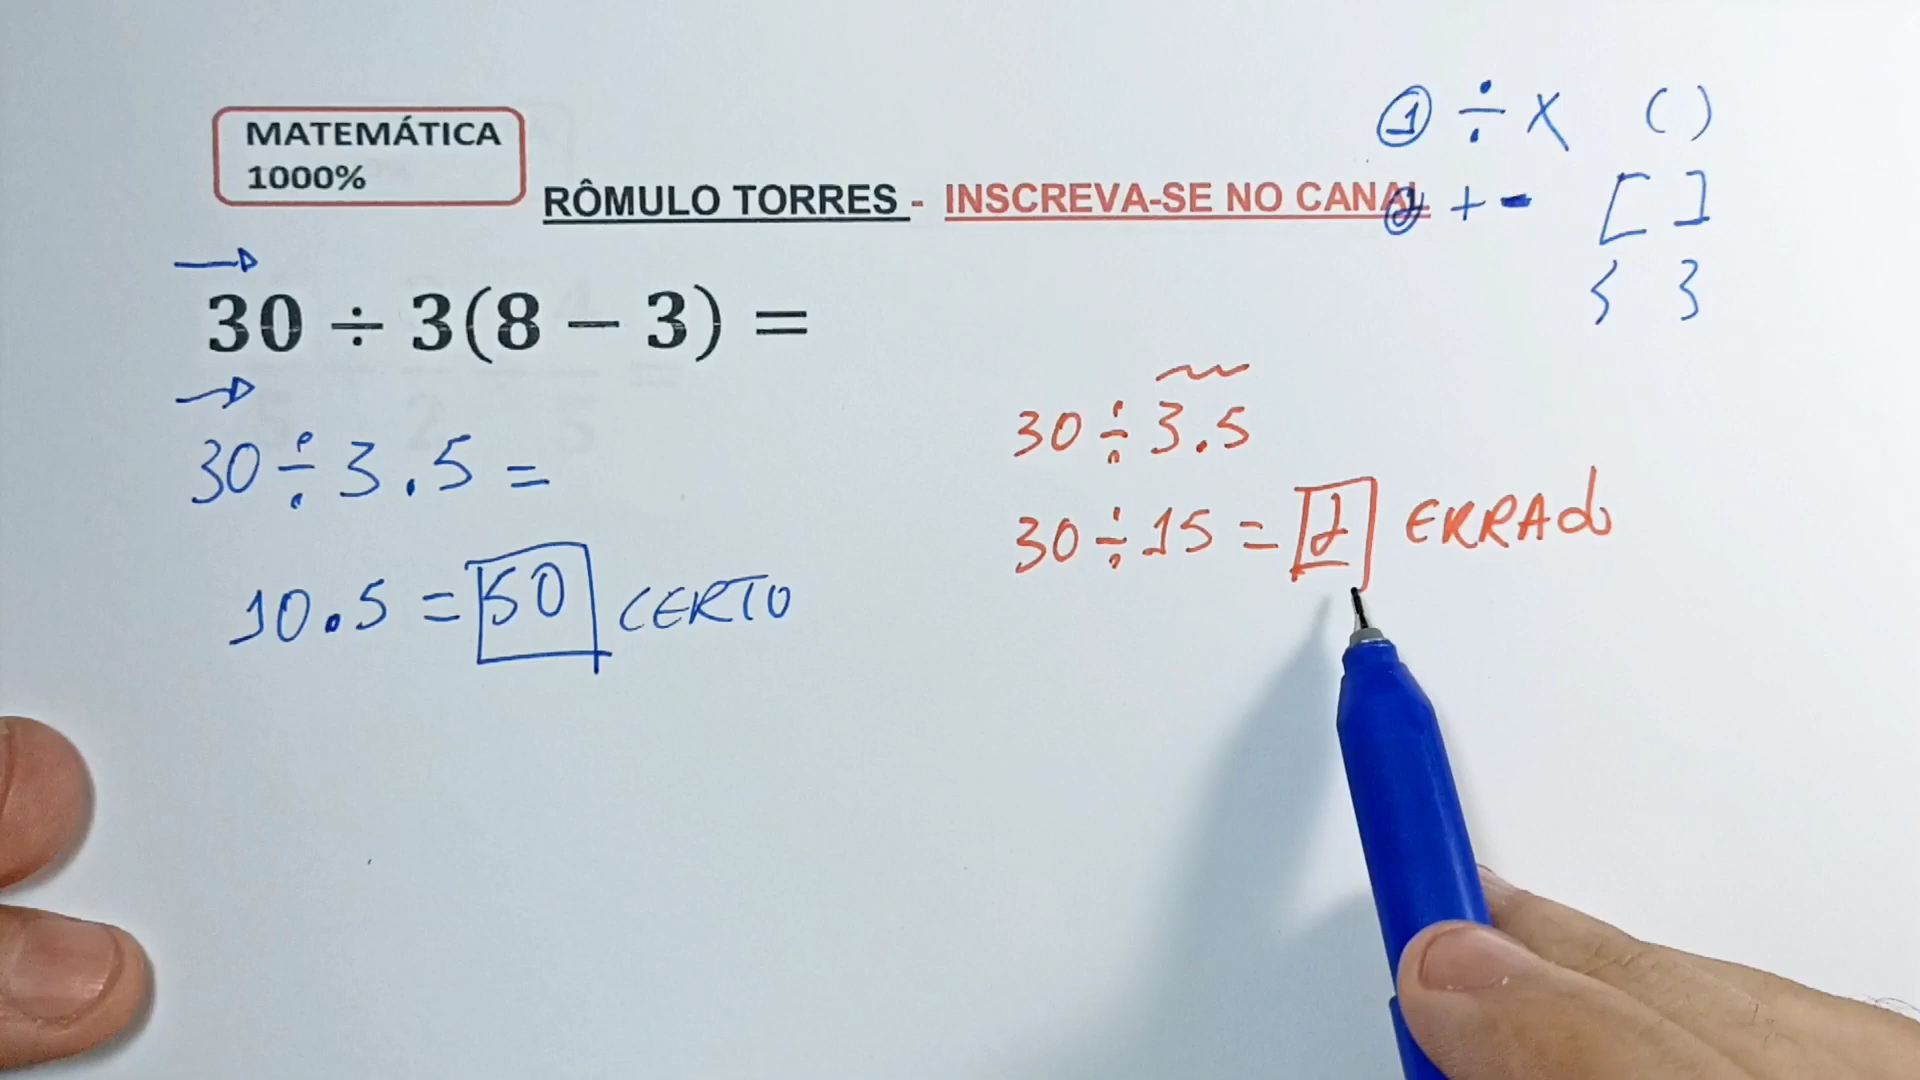 MATEMÁTICA
1000%
RÔMULO TORRES - INSCREVA-SE NO CANAL
① ÷ X ( )
② + - [ ]
{ }
30 ÷ 3(8 − 3) =
30 ÷ 3 . 5 =
10 . 5 = 50 CERTO
30 ÷ 3 . 5
30 ÷ 15 = 2 ERRADO